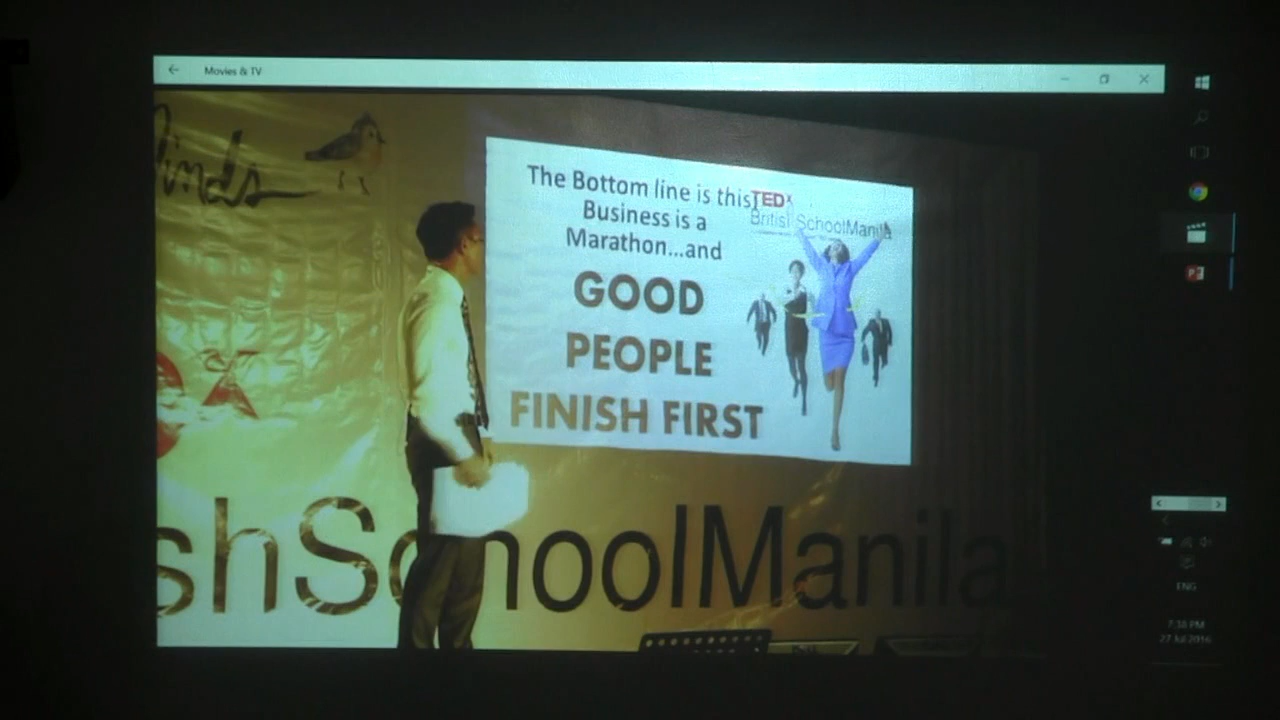 Movies & TV
inds
The Bottom line is this,
Business is a
Marathon...and
GOOD
PEOPLE
FINISH FIRST
TEDx
British SchoolManila
shSchoolManila
ENG
7:38 PM
27 Jul 2016